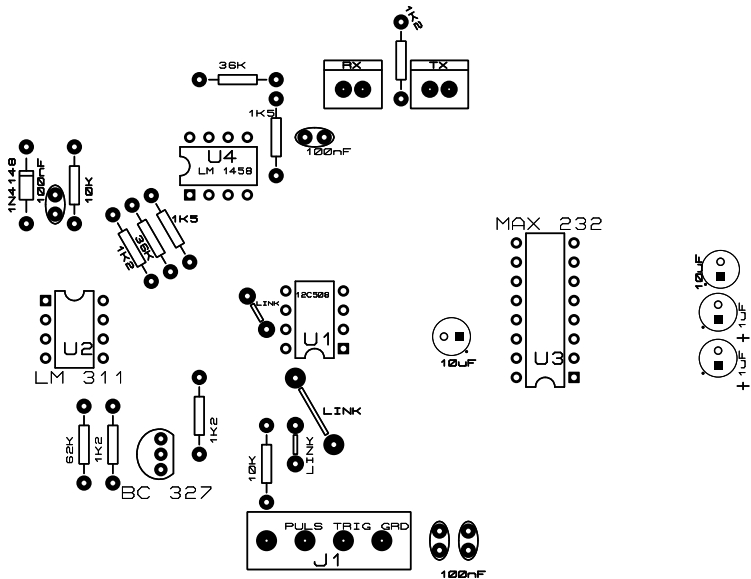 1K2
36K
RX
TX
1K5
100nF
U4
LM 1458
1N4148
100nF
10K
1K5
36K
1K2
MAX 232
10uF
+ 1uF
+ 1uF
12C508
LINK
U1
U2
LM 311
10uF
U3
LINK
1K2
62K
1K2
BC 327
10K
LINK
PULS TRIG GRD
J1
100nF